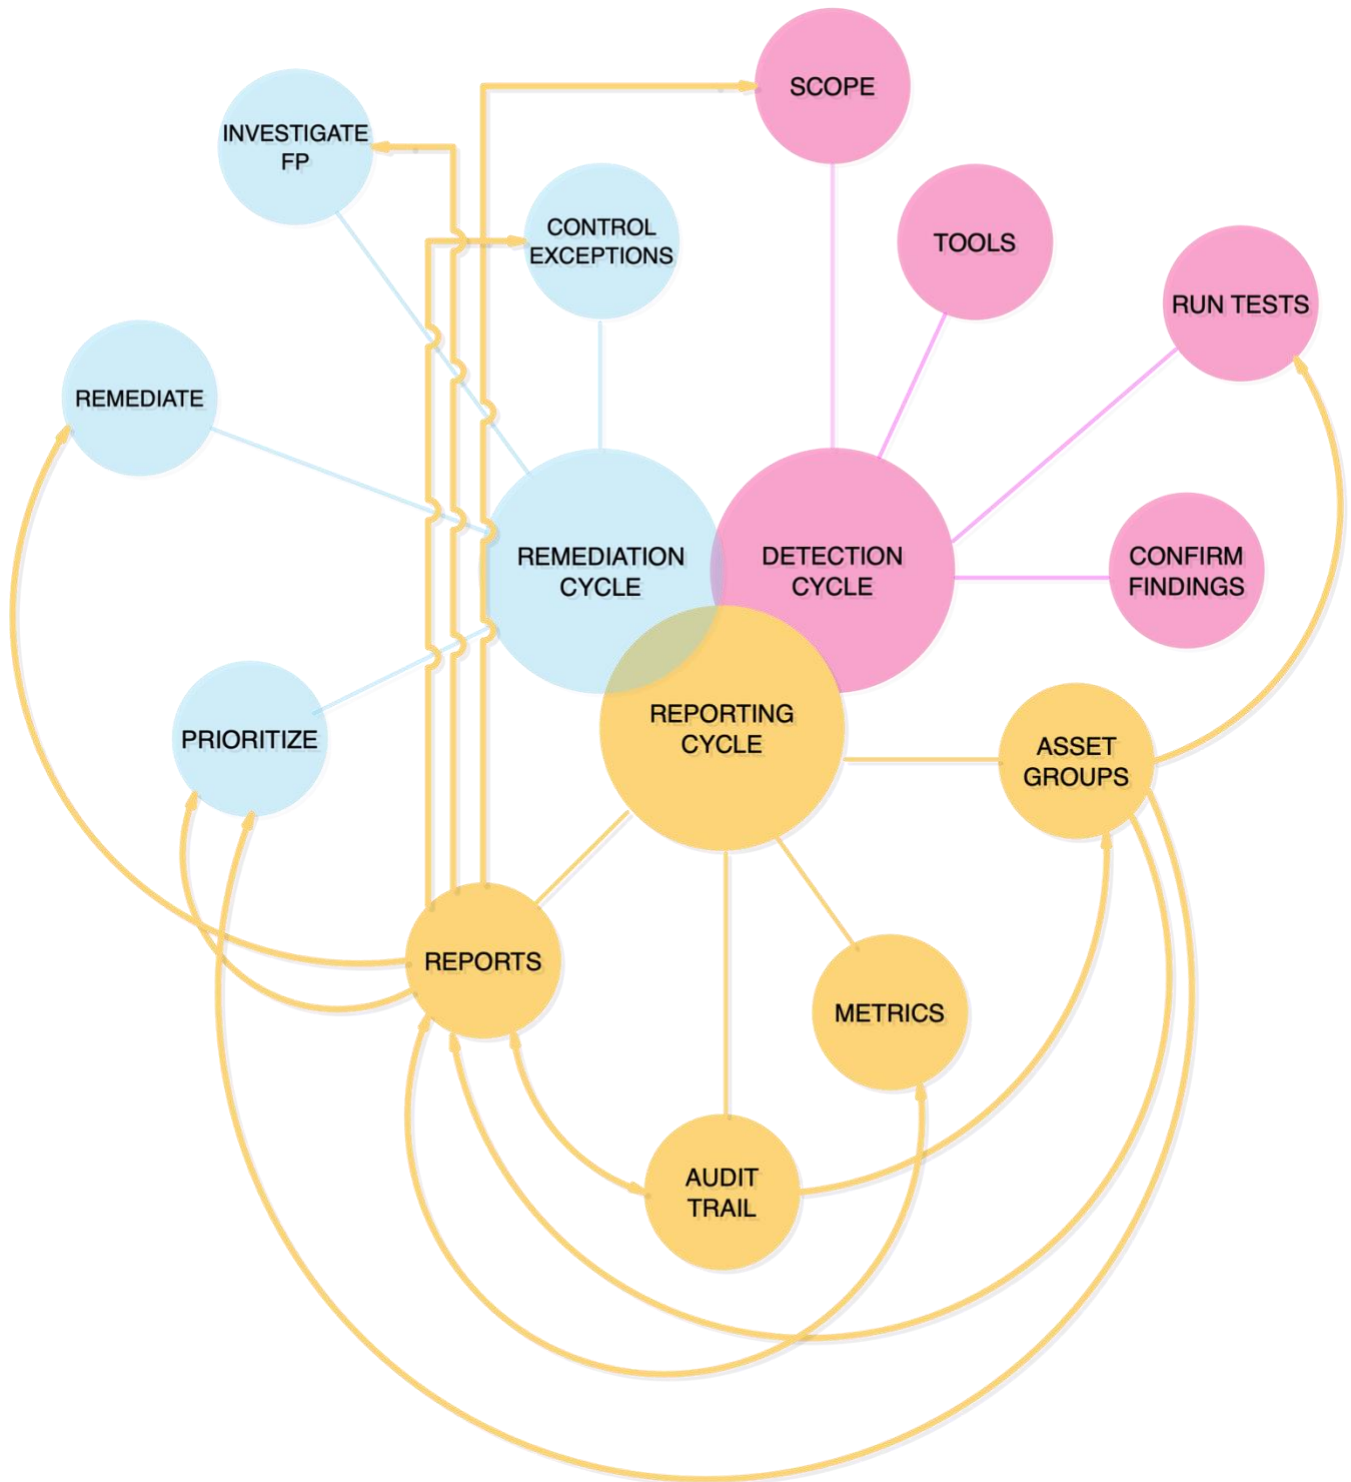 SCOPE
INVESTIGATE
FP
CONTROL
EXCEPTIONS
TOOLS
RUN TESTS
REMEDIATE
REMEDIATION
CYCLE
DETECTION
CYCLE
CONFIRM
FINDINGS
REPORTING
CYCLE
PRIORITIZE
ASSET
GROUPS
REPORTS
METRICS
AUDIT
TRAIL